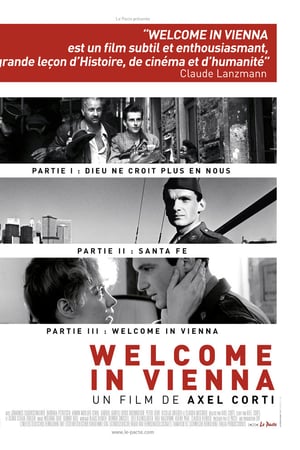 Le Pacte présente
"WELCOME IN VIENNA
est un film subtil et enthousiasmant,
grande leçon d'Histoire, de cinéma et d'humanité"
Claude Lanzmann
PARTIE I : DIEU NE CROIT PLUS EN NOUS
PARTIE II : SANTA FE
PARTIE III : WELCOME IN VIENNA
WELCOME
IN VIENNA
UN FILM DE AXEL CORTI
www.le-pacte.com
Le Pacte